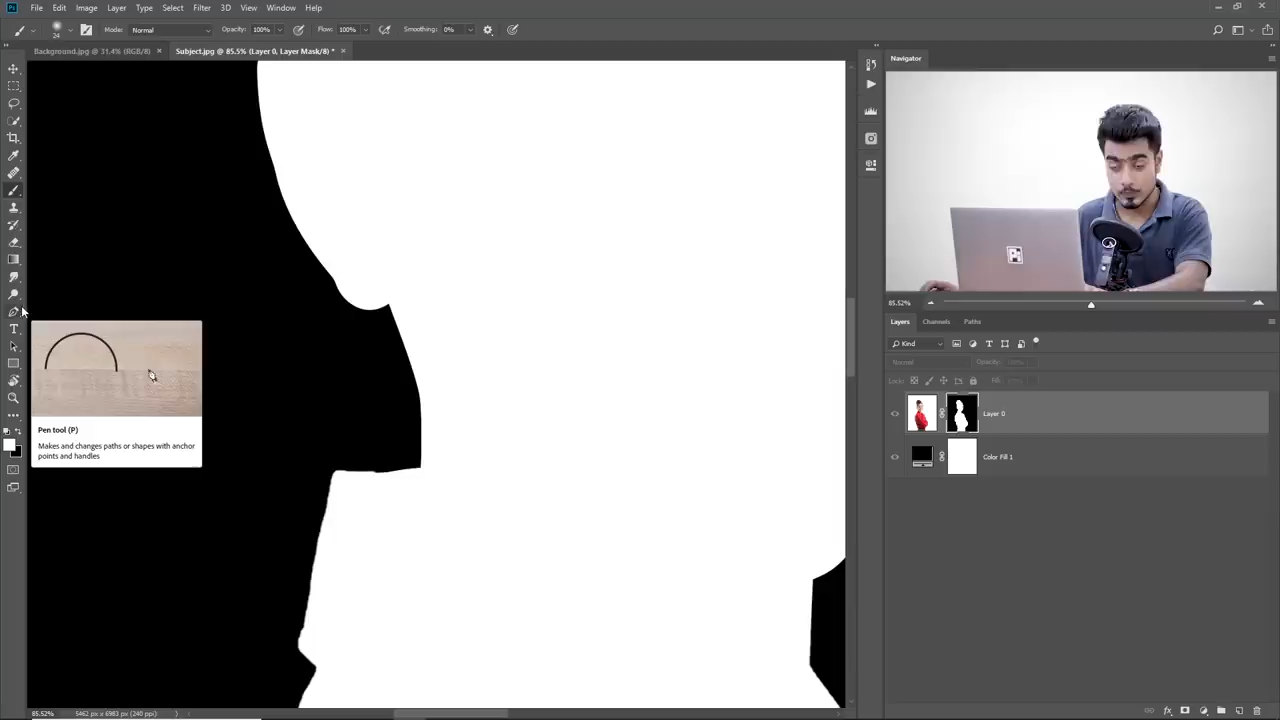 Ps File Edit Image Layer Type Select Filter 3D View Window Help
24 Mode: Normal Opacity: 100% Flow: 100% Smoothing: 0%
Background.jpg @ 31.4% (RGB/8) × Subject.jpg @ 85.5% (Layer 0, Layer Mask/8) * ×
Navigator
85.52%
Layers Channels Paths
Kind
Normal Opacity: 100%
Lock: Fill:
Layer 0
Color Fill 1
Pen tool (P)
Makes and changes paths or shapes with anchor
points and handles
85.52% 5462 px x 6983 px (240 ppi)